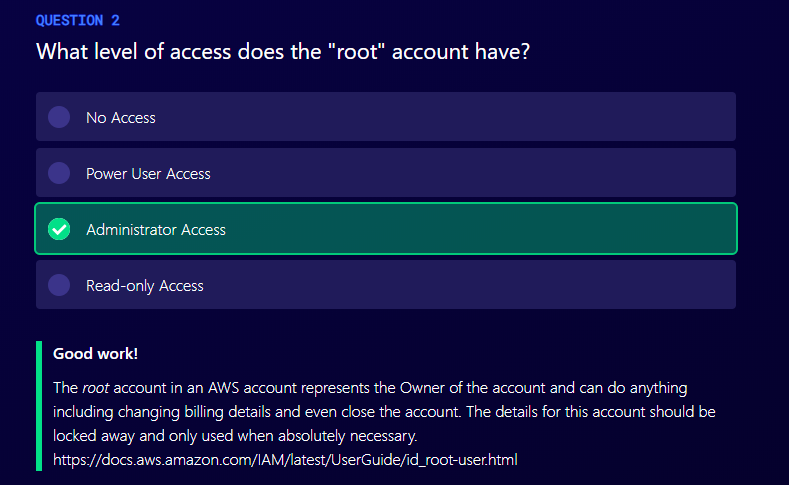 QUESTION 2
What level of access does the "root" account have?
No Access
Power User Access
Administrator Access
Read-only Access
Good work!
The root account in an AWS account represents the Owner of the account and can do anything
including changing billing details and even close the account. The details for this account should be
locked away and only used when absolutely necessary.
https://docs.aws.amazon.com/IAM/latest/UserGuide/id_root-user.html